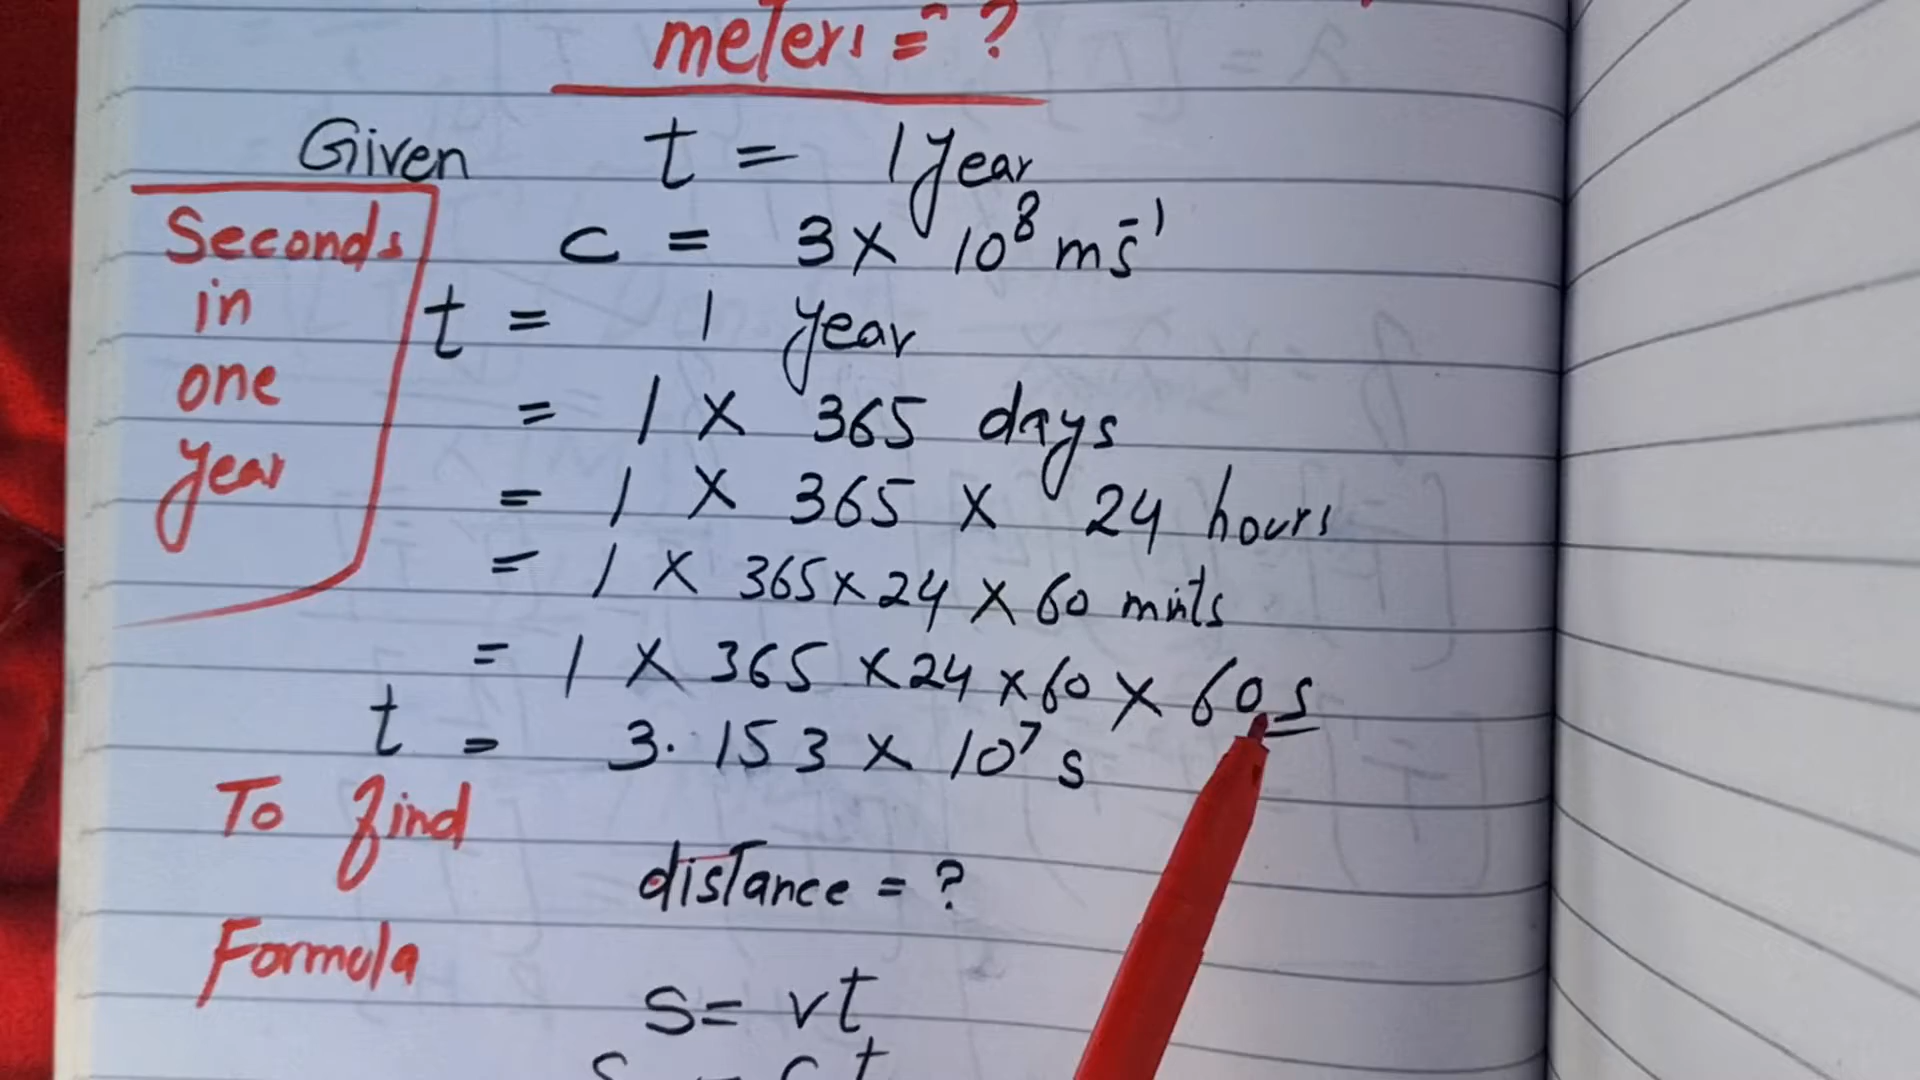 meters = ?
Given t = 1 year
Seconds in one year
c = 3 × 10⁸ ms⁻¹
t = 1 year
= 1 × 365 days
= 1 × 365 × 24 hours
= 1 × 365 × 24 × 60 mints
= 1 × 365 × 24 × 60 × 60 s
t = 3.153 × 10⁷ s
To find
distance = ?
Formula
s = vt
s = ct